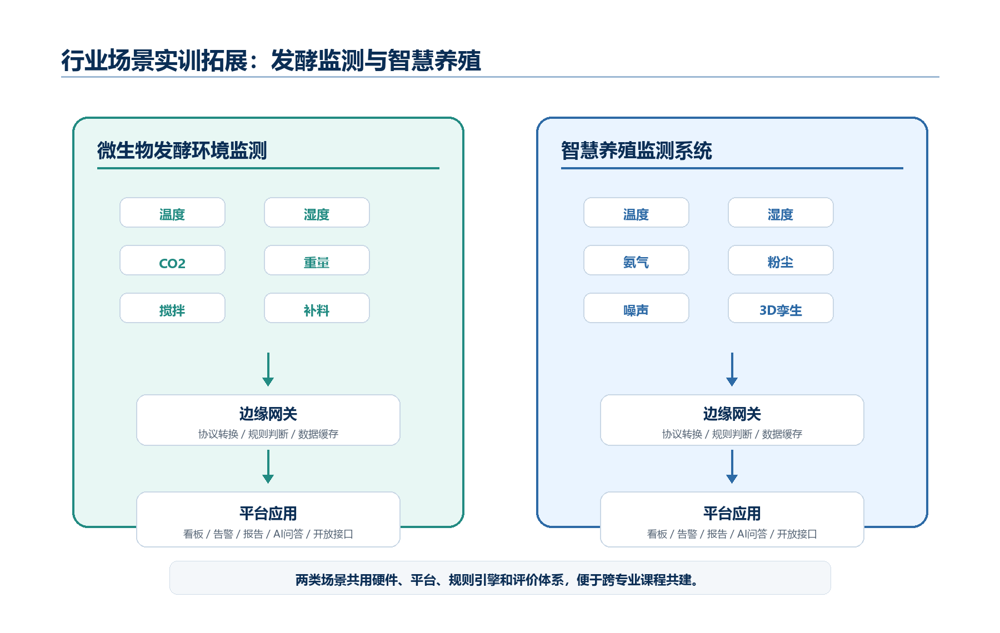 行业场景实训拓展：发酵监测与智慧养殖
微生物发酵环境监测
温度
湿度
CO2
重量
搅拌
补料
边缘网关
协议转换 / 规则判断 / 数据缓存
平台应用
看板 / 告警 / 报告 / AI问答 / 开放接口
智慧养殖监测系统
温度
湿度
氨气
粉尘
噪声
3D孪生
边缘网关
协议转换 / 规则判断 / 数据缓存
平台应用
看板 / 告警 / 报告 / AI问答 / 开放接口
两类场景共用硬件、平台、规则引擎和评价体系，便于跨专业课程共建。